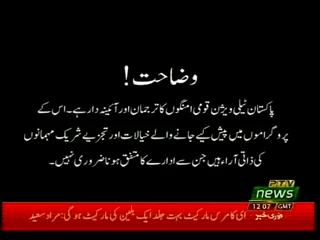 وضاحت!
پاکستان ٹیلی ویژن قومی امنگوں کا ترجمان اور آئینہ دار ہے۔ اس کے
پروگراموں میں پیش کیے جانے والے خیالات اور تجزیے شریک مہمانوں
کی ذاتی آراء ہیں جن سے ادارے کا متفق ہونا ضروری نہیں۔
PTV
news
12:07 GMT
فوری خبر
ای کامرس مارکیٹ بہت جلد ایک بلین کی مارکیٹ ہو گی: مراد سعید